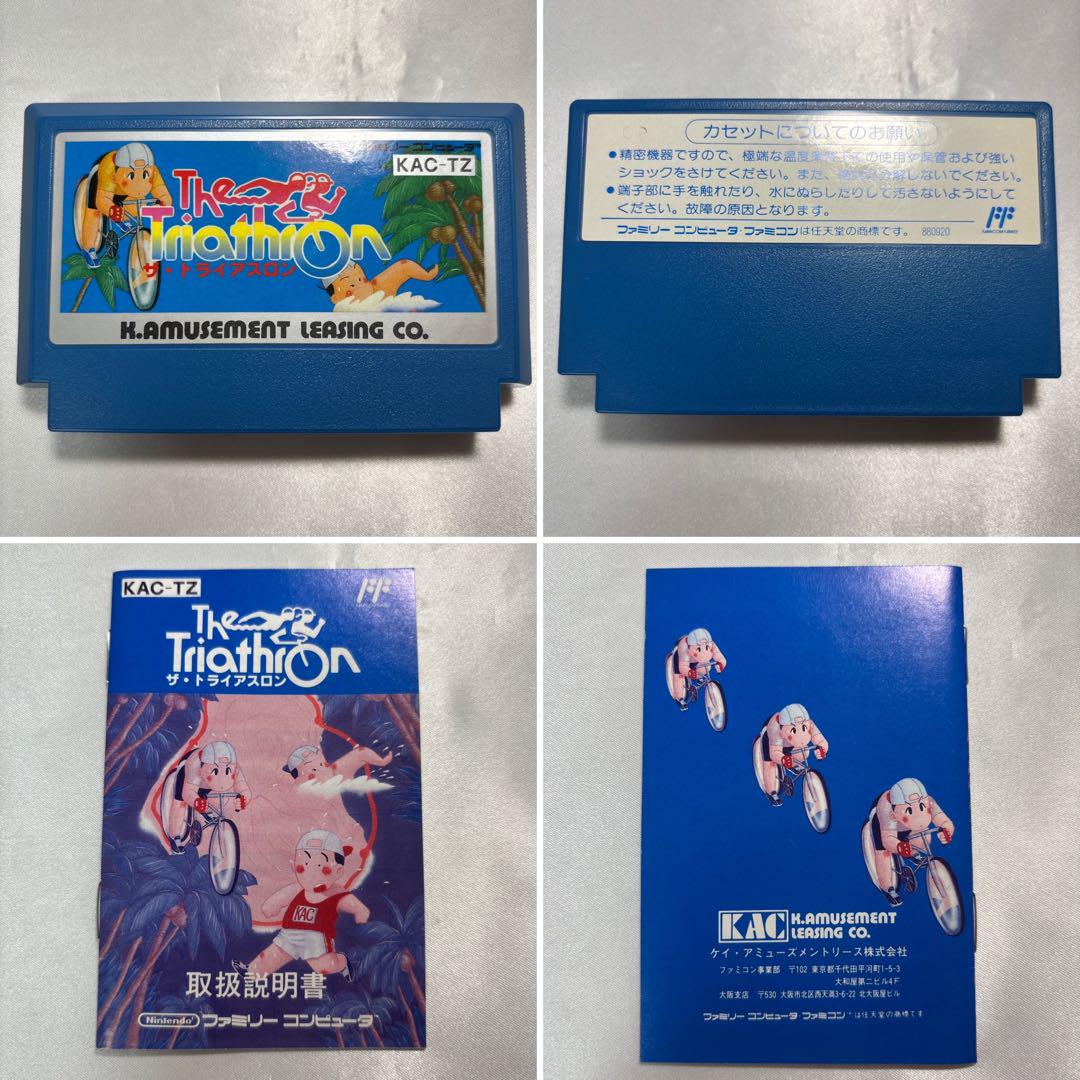 ファミリー コンピュータ™
KAC-TZ
The
Triathron
ザ・トライアスロン
K.AMUSEMENT LEASING CO.
カセットについてのお願い
●精密機器ですので、極端な温度条件下での使用や保管および強い
ショックをさけてください。また、絶対に分解しないでください。
●端子部に手を触れたり、水にぬらしたりして汚さないようにして
ください。故障の原因となります。
ファミリー コンピュータ・ファミコンは任天堂の商標です。 880920
FAMICOM FAMILY
KAC-TZ
The
Triathron
ザ・トライアスロン
KAC
取扱説明書
Nintendo ファミリー コンピュータ™
KAC K.AMUSEMENT
LEASING CO.
ケイ・アミューズメントリース株式会社
ファミコン事業部 〒102 東京都千代田平河町1-5-3
大和屋第二ビル4F
大阪支店 〒530 大阪市北区西天満3-6-22 北大阪屋ビル
ファミリー コンピュータ・ファミコン™は任天堂の商標です